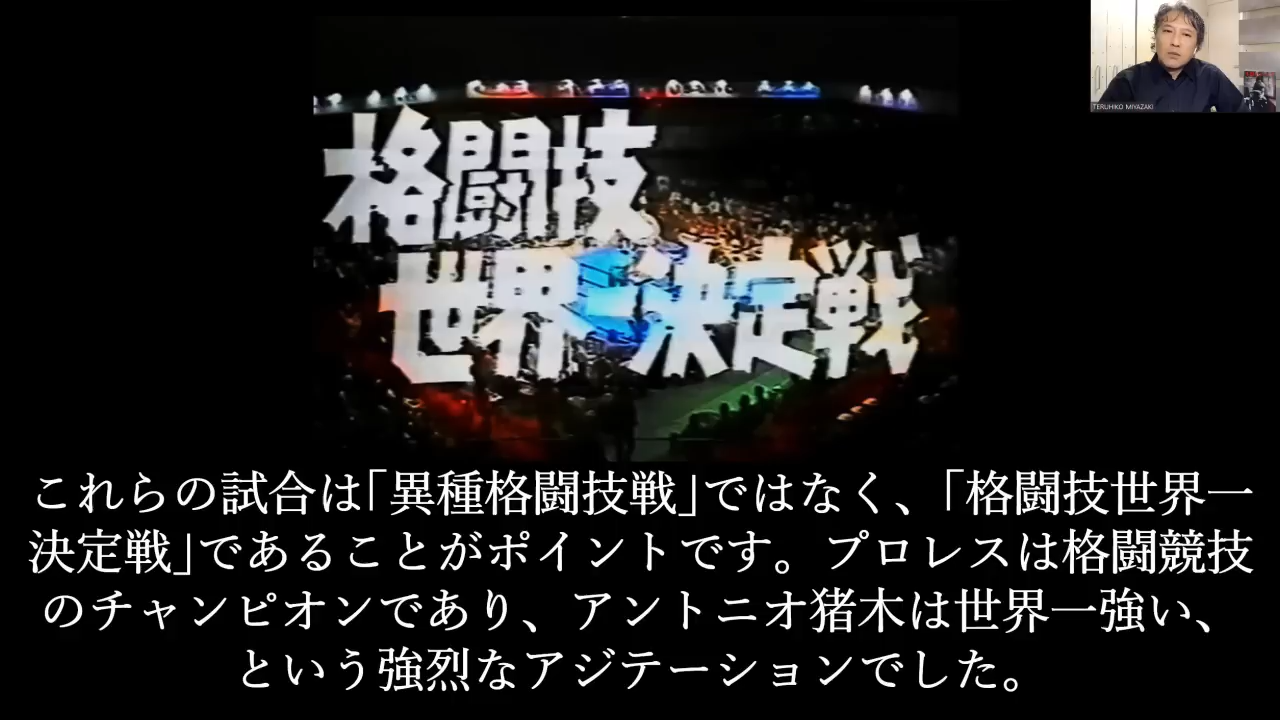 TERUHIKO MIYAZAKI
格闘技
世界一決定戦
これらの試合は「異種格闘技戦」ではなく、「格闘技世界一
決定戦」であることがポイントです。プロレスは格闘競技
のチャンピオンであり、アントニオ猪木は世界一強い、
という強烈なアジテーションでした。